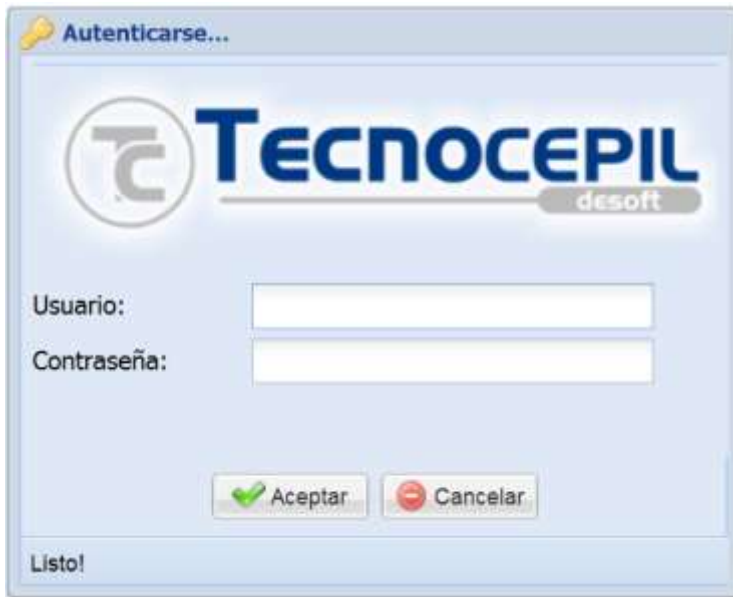 Autenticarse...
TC TECNOCEPIL
desoft
Usuario:
Contraseña:
Aceptar Cancelar
Listo!